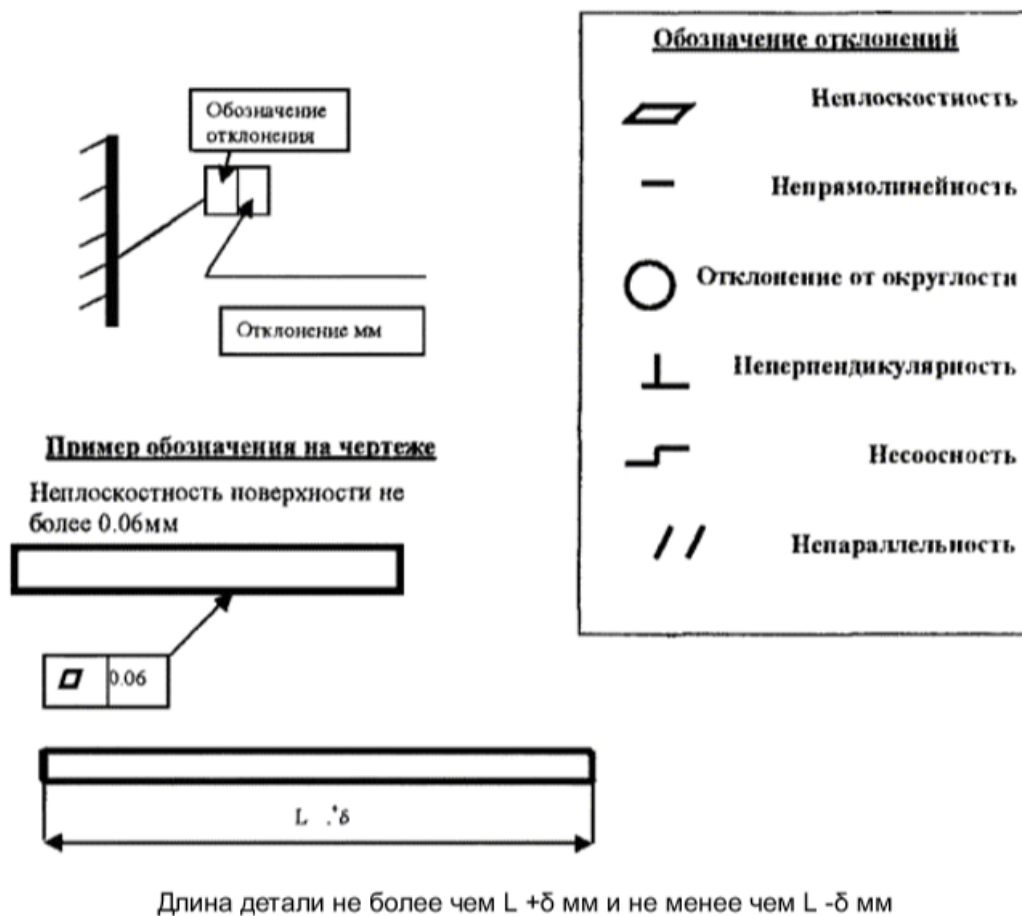 Обозначение
отклонения
Отклонение мм
Пример обозначения на чертеже
Неплоскостность поверхности не
более 0.06мм
0.06
L δ
Длина детали не более чем L +δ мм и не менее чем L -δ мм
Обозначение отклонений
Неплоскостность
Непрямолинейность
Отклонение от округлости
Неперпендикулярность
Несоосность
Непараллельность